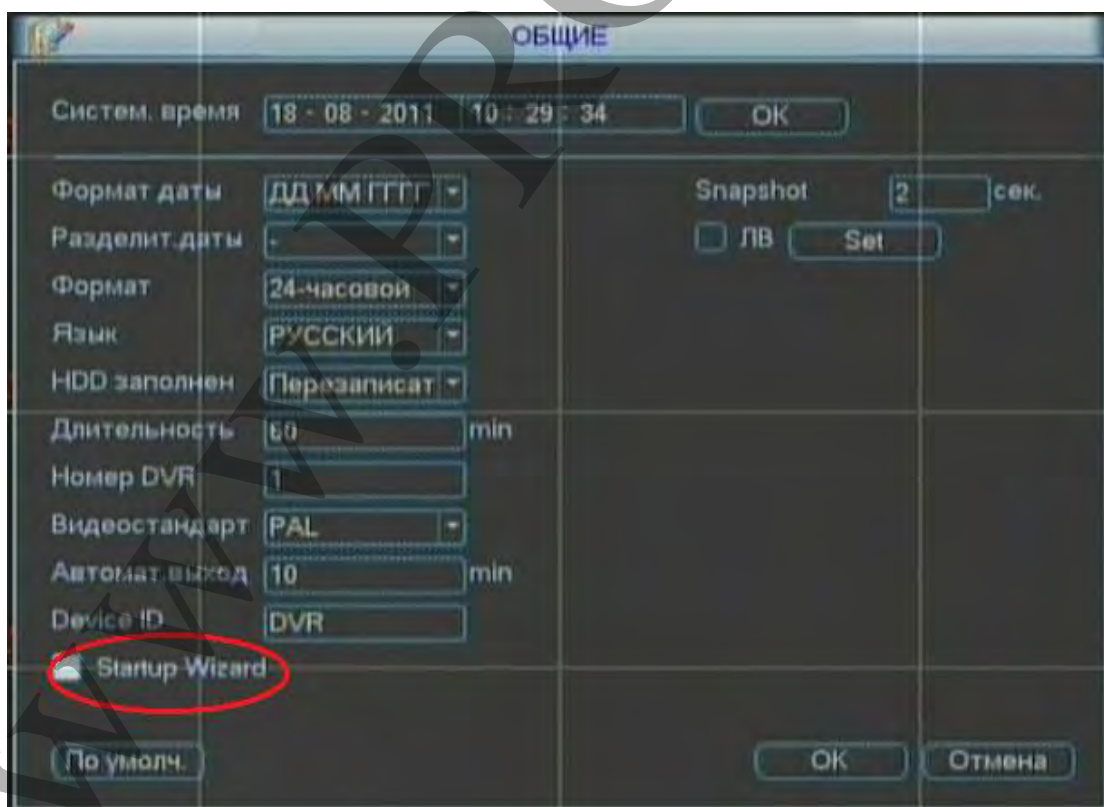 ОБЩИЕ
Систем. время 18 - 08 - 2011 10 : 29 : 34 OK
Формат даты ДД ММ ГГГГ Snapshot 2 сек.
Разделит.даты - ЛВ Set
Формат 24-часовой
Язык РУССКИЙ
HDD заполнен Перезаписат
Длительность 60 min
Номер DVR 1
Видеостандарт PAL
Автомат.выход 10 min
Device ID DVR
Startup Wizard
По умолч. OK Отмена